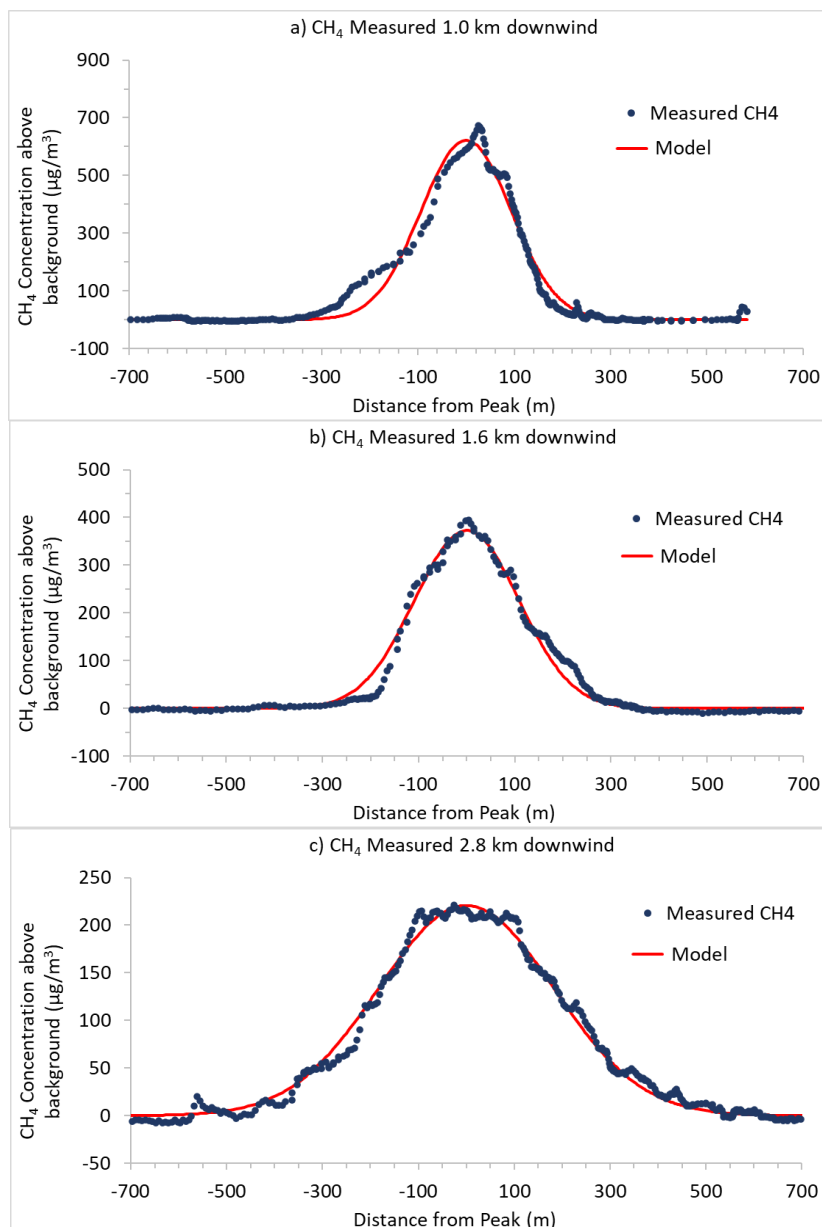 a) CH₄ Measured 1.0 km downwind
900
700
500
300
100
-100
CH₄ Concentration above
background (µg/m³)
Measured CH4
Model
-700 -500 -300 -100 100 300 500 700
Distance from Peak (m)
b) CH₄ Measured 1.6 km downwind
500
400
300
200
100
0
-100
CH₄ Concentration above
background (µg/m³)
Measured CH4
Model
-700 -500 -300 -100 100 300 500 700
Distance from Peak (m)
c) CH₄ Measured 2.8 km downwind
250
200
150
100
50
0
-50
CH₄ Concentration above
background (µg/m³)
Measured CH4
Model
-700 -500 -300 -100 100 300 500 700
Distance from Peak (m)